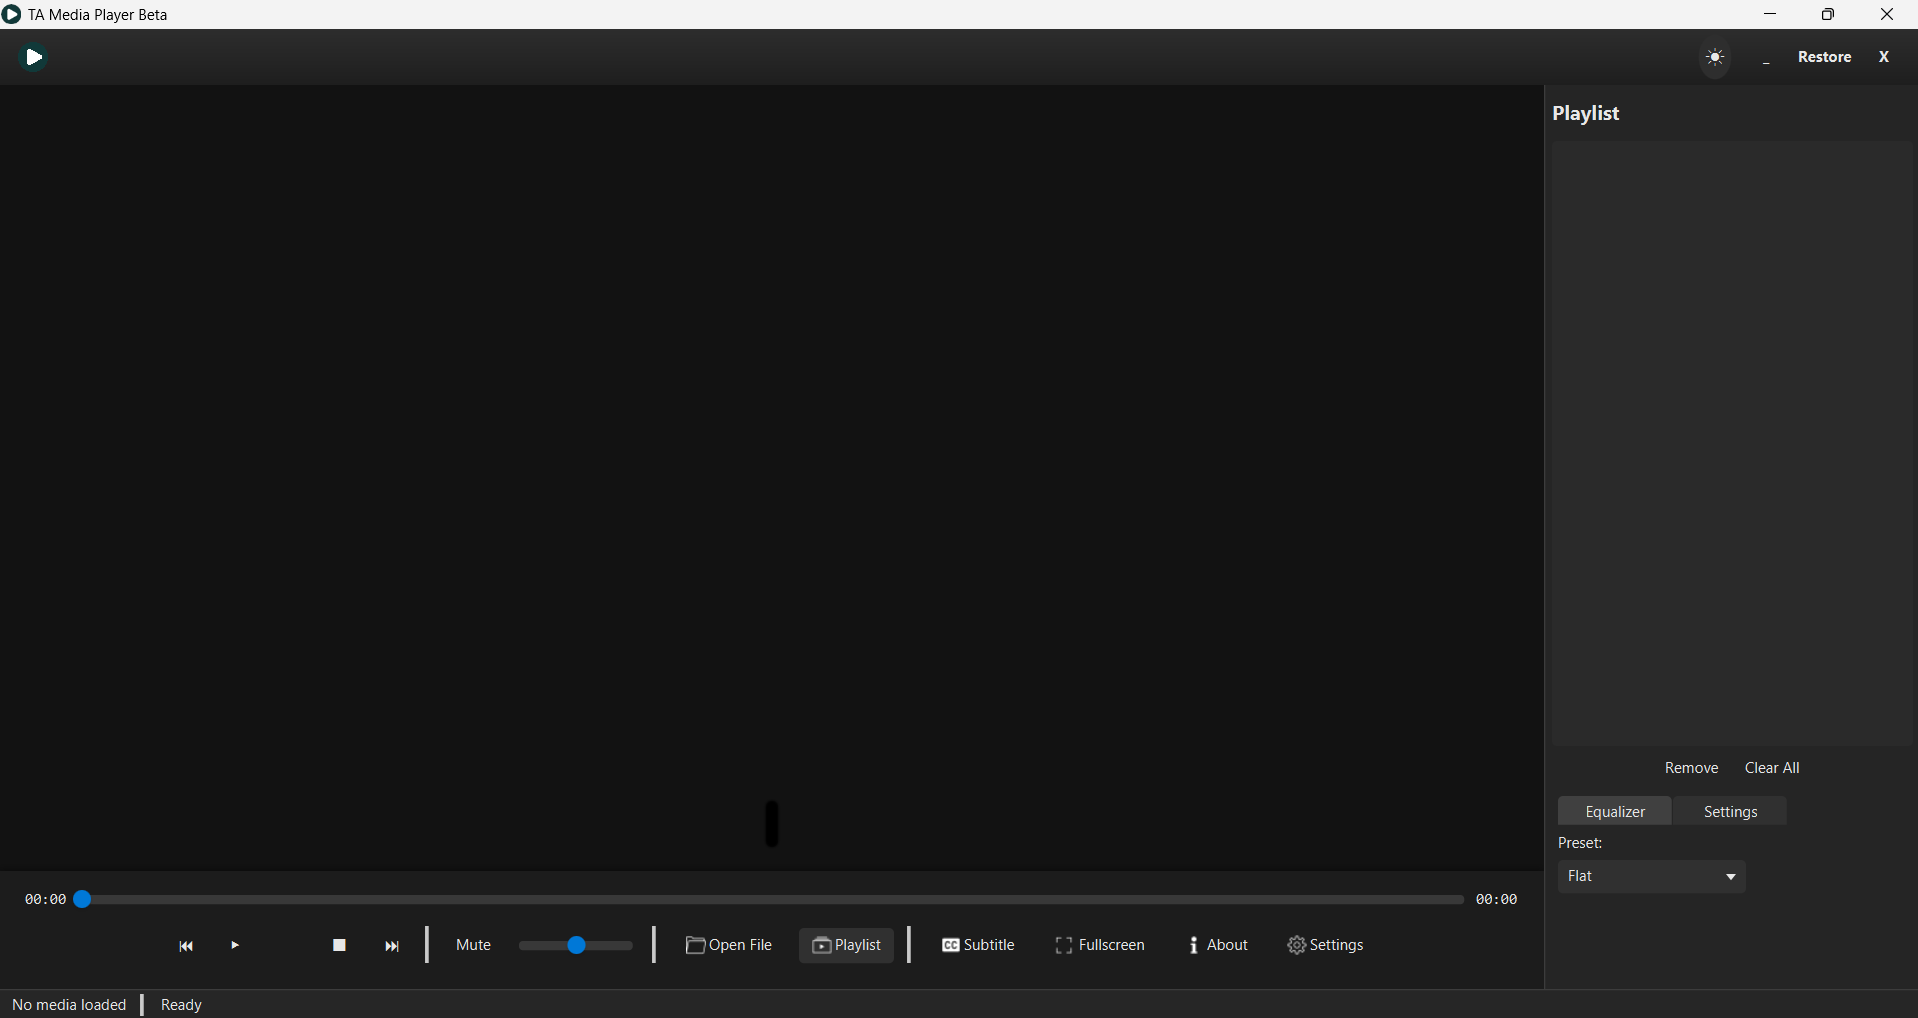 TA Media Player Beta
Restore X
Playlist
Remove Clear All
Equalizer Settings
Preset:
Flat
00:00 00:00
Mute Open File Playlist CC Subtitle Fullscreen About Settings
No media loaded Ready